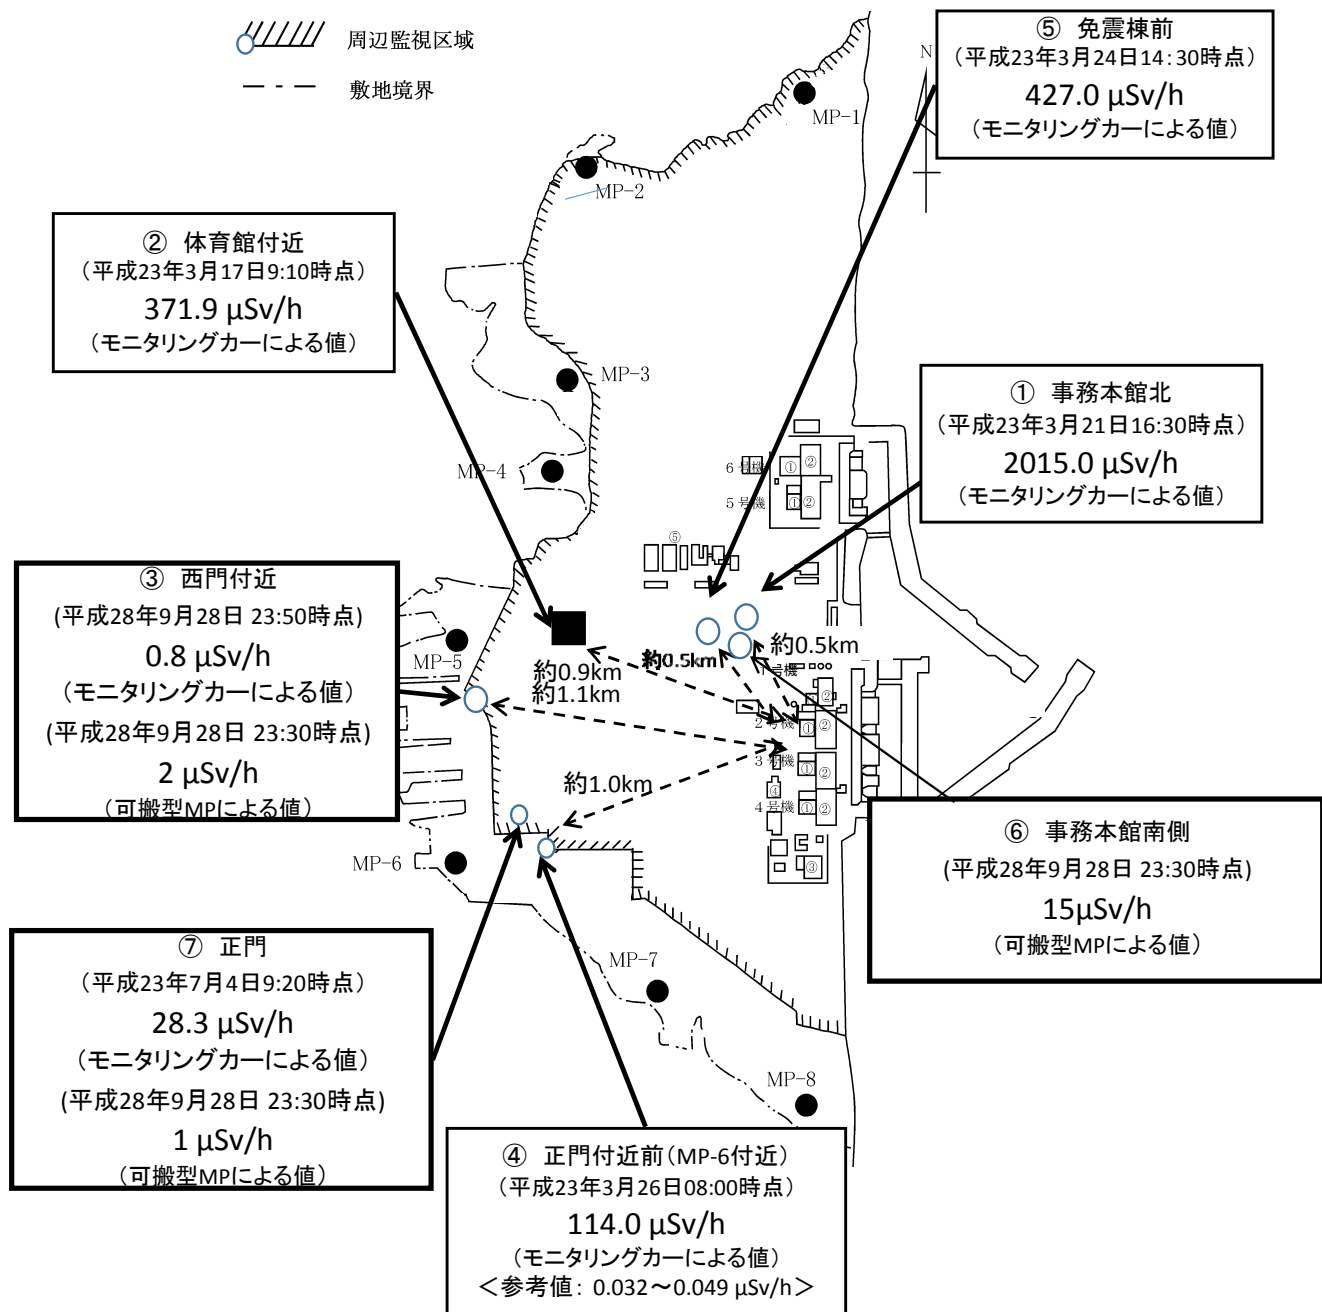 周辺監視区域
敷地境界
⑤ 免震棟前
(平成23年3月24日14:30時点)
427.0 μSv/h
(モニタリングカーによる値)
N
MP-1
MP-2
② 体育館付近
(平成23年3月17日9:10時点)
371.9 μSv/h
(モニタリングカーによる値)
MP-3
MP-4
① 事務本館北
(平成23年3月21日16:30時点)
2015.0 μSv/h
(モニタリングカーによる値)
6号機
①
②
5号機
①
②
⑤
③ 西門付近
(平成28年9月28日 23:50時点)
0.8 μSv/h
(モニタリングカーによる値)
(平成28年9月28日 23:30時点)
2 μSv/h
(可搬型MPによる値)
MP-5
約0.9km
約1.1km
約0.5km
約0.5km
1号機
②
2号機
①
②
3号機
①
②
④
4号機
①
②
③
約1.0km
MP-6
⑥ 事務本館南側
(平成28年9月28日 23:30時点)
15μSv/h
(可搬型MPによる値)
⑦ 正門
(平成23年7月4日9:20時点)
28.3 μSv/h
(モニタリングカーによる値)
(平成28年9月28日 23:30時点)
1 μSv/h
(可搬型MPによる値)
MP-7
MP-8
④ 正門付近前(MP-6付近)
(平成23年3月26日08:00時点)
114.0 μSv/h
(モニタリングカーによる値)
<参考値: 0.032～0.049 μSv/h>